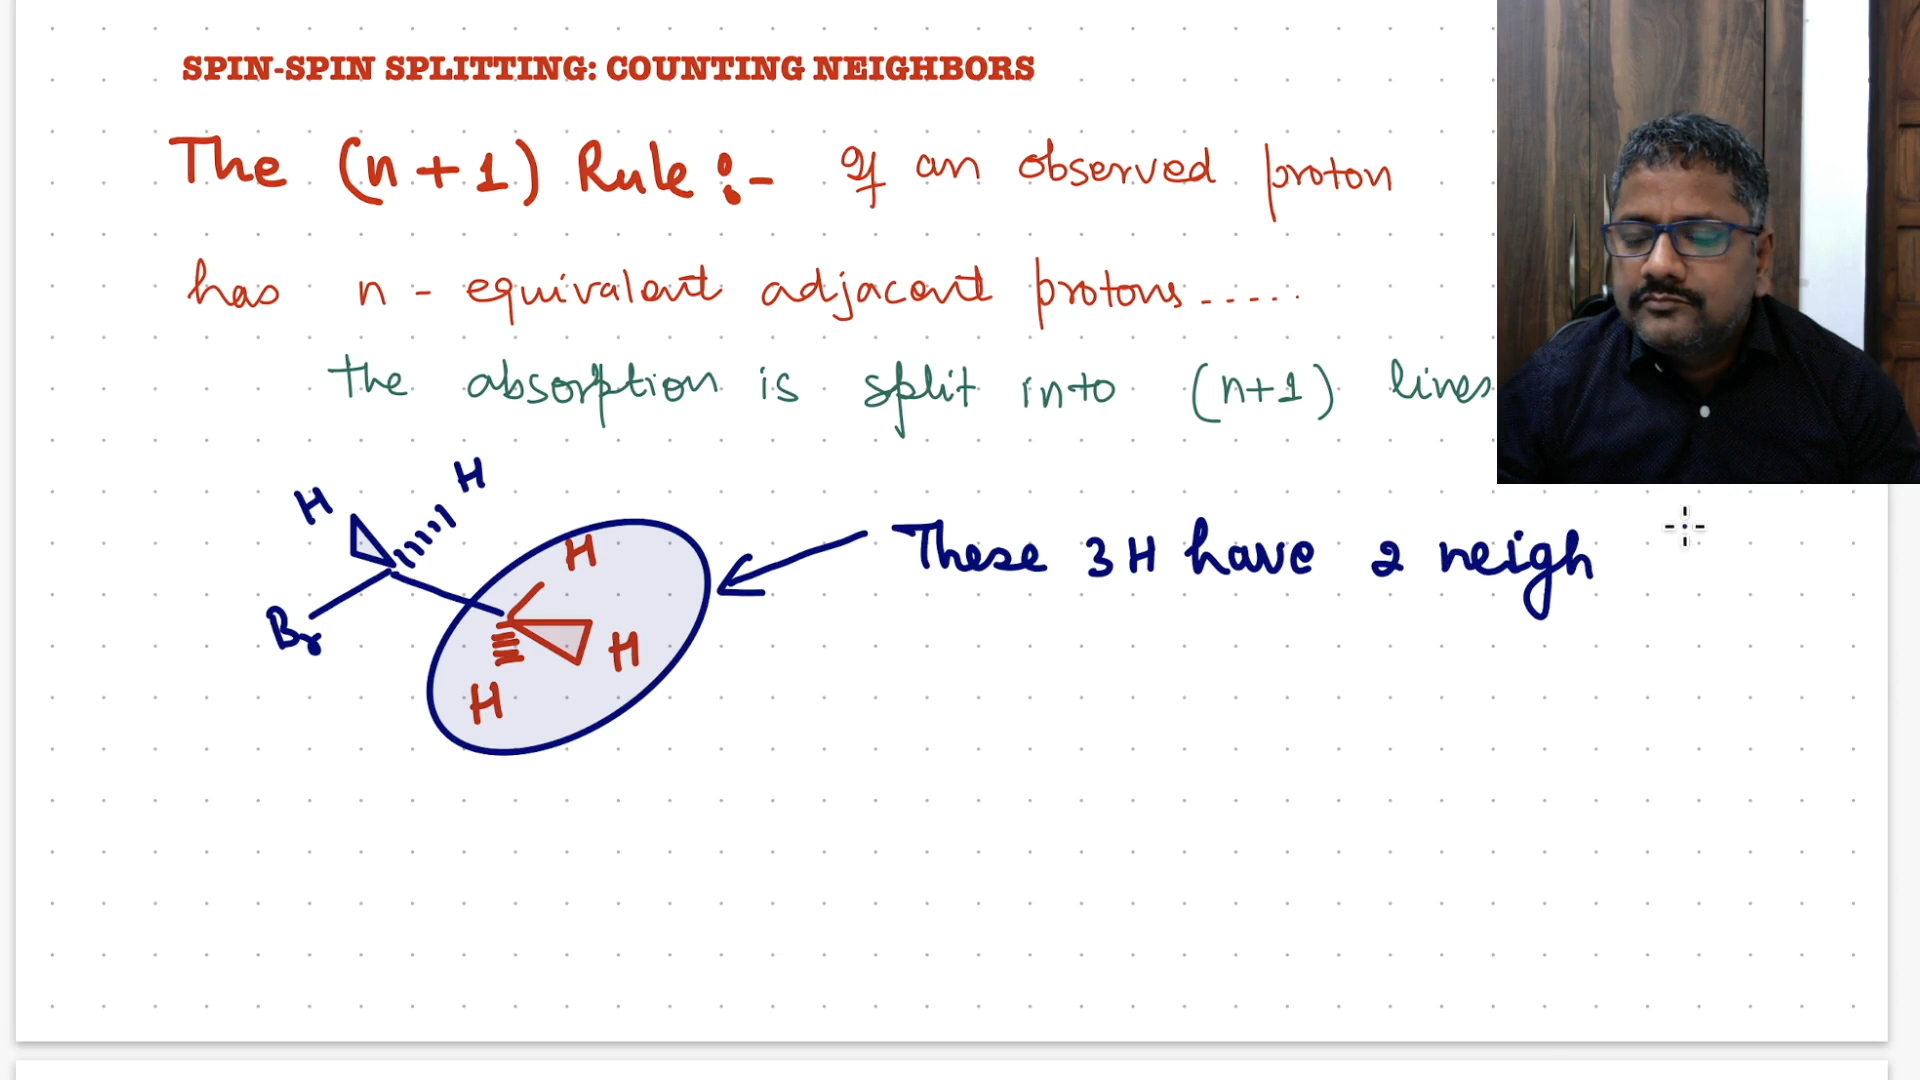 SPIN-SPIN SPLITTING: COUNTING NEIGHBORS
The (n+1) Rule :- If an observed proton
has n - equivalent adjacent protons.....
the absorption is split into (n+1) lines
H
H
H
Br
H
H
These 3H have 2 neigh